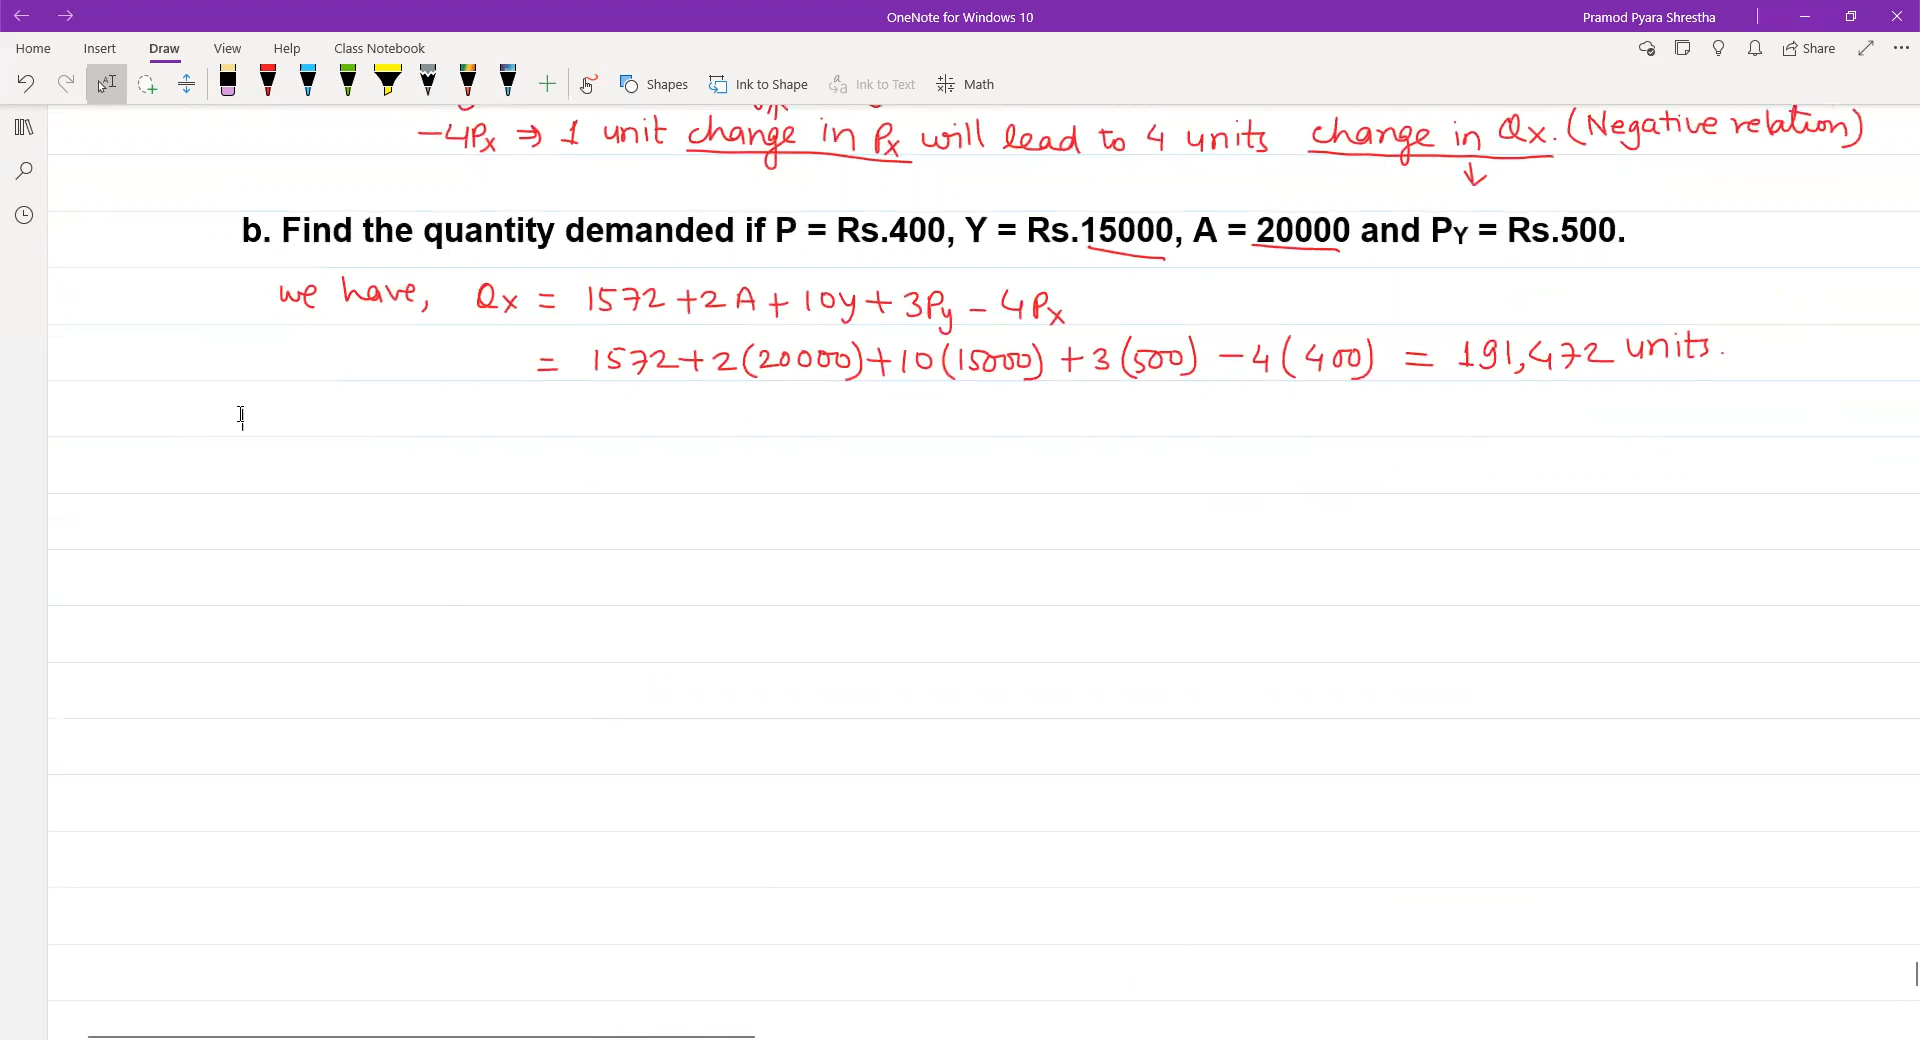 OneNote for Windows 10
Pramod Pyara Shrestha
Home Insert Draw View Help Class Notebook
Share
Shapes Ink to Shape Ink to Text Math
-4Px ⇒ 1 unit change in Px will lead to 4 units change in Qx. (Negative relation)
↓
b. Find the quantity demanded if P = Rs.400, Y = Rs.15000, A = 20000 and PY = Rs.500.
we have, Qx = 1572 + 2A + 10y + 3Py - 4Px
= 1572 + 2(20000) + 10(15000) + 3(500) - 4(400) = 191,472 units.